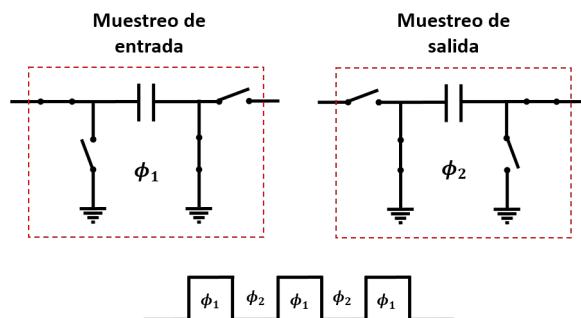 Muestreo de
entrada
Muestreo de
salida
ϕ₁
ϕ₂
ϕ₁ ϕ₂ ϕ₁ ϕ₂ ϕ₁